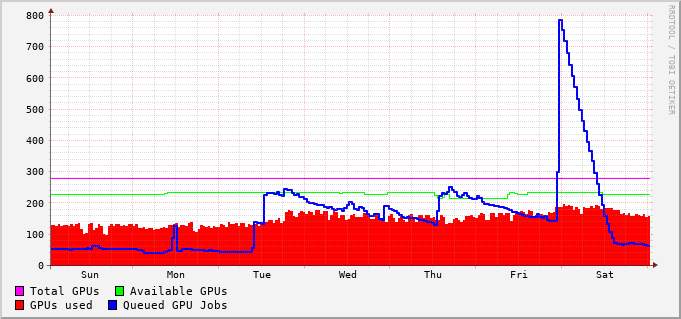 800
700
600
500
400
300
200
100
0
Sun Mon Tue Wed Thu Fri Sat
Total GPUs Available GPUs
GPUs used Queued GPU Jobs
RRDTOOL / TOBI OETIKER